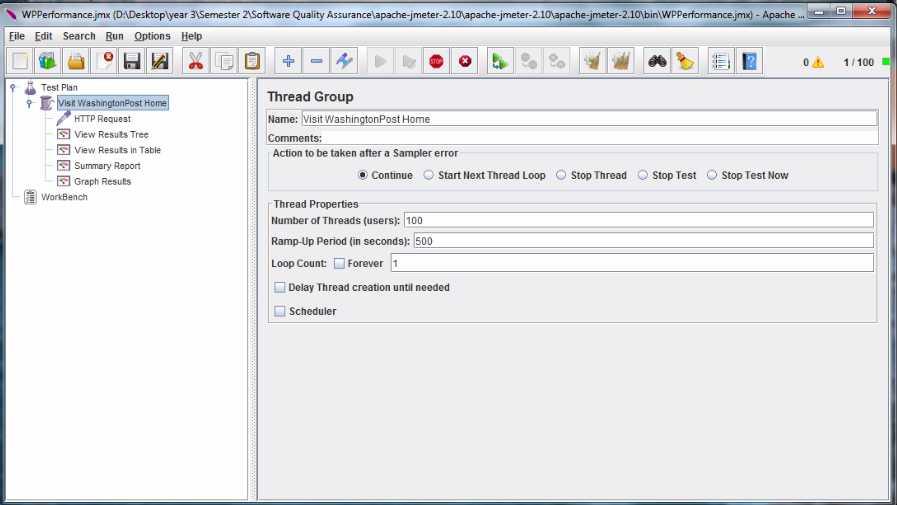 WPPerformance.jmx (D:\Desktop\year 3\Semester 2\Software Quality Assurance\apache-jmeter-2.10\apache-jmeter-2.10\apache-jmeter-2.10\bin\WPPerformance.jmx) - Apache ...
File Edit Search Run Options Help
STOP
0 1 / 100
Test Plan
Visit WashingtonPost Home
HTTP Request
View Results Tree
View Results in Table
Summary Report
Graph Results
WorkBench
Thread Group
Name: Visit WashingtonPost Home
Comments:
Action to be taken after a Sampler error
Continue Start Next Thread Loop Stop Thread Stop Test Stop Test Now
Thread Properties
Number of Threads (users): 100
Ramp-Up Period (in seconds): 500
Loop Count: Forever 1
Delay Thread creation until needed
Scheduler